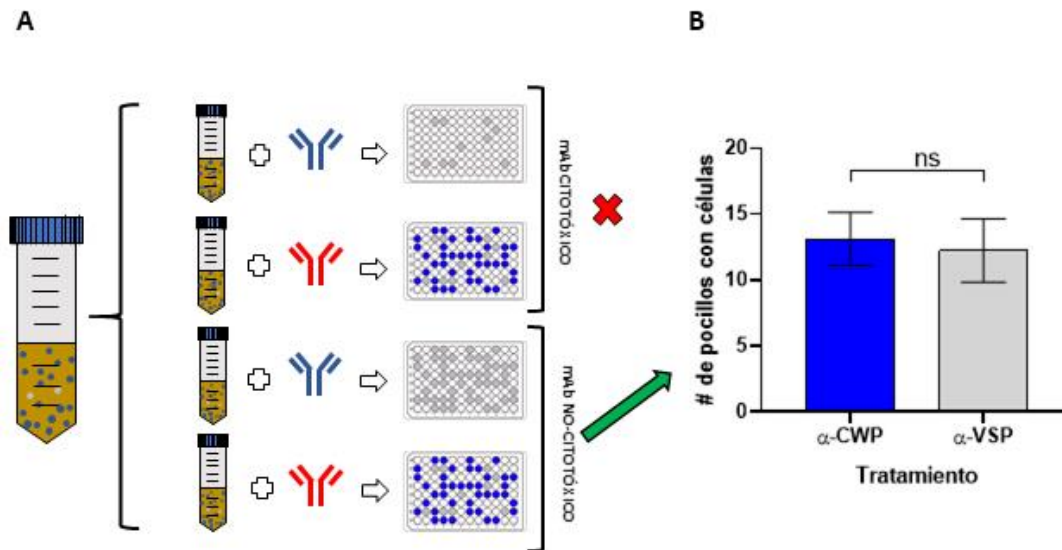 A
B
mAb CITOTÓXICO
mAb NO-CITOTÓXICO
# de pocillos con células
20
15
10
5
0
ns
α-CWP
α-VSP
Tratamiento